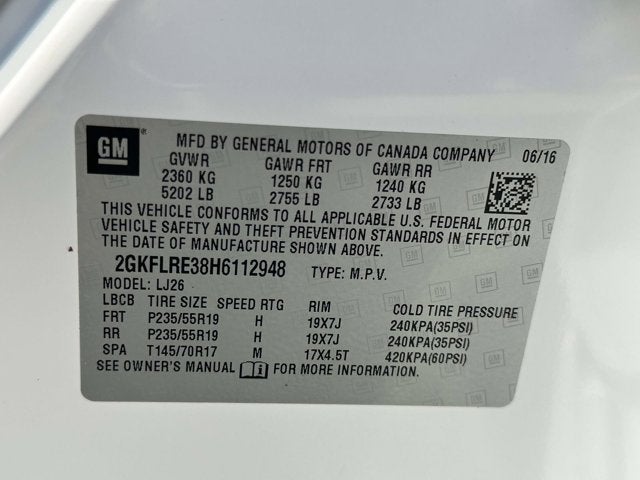 GM ® MFD BY GENERAL MOTORS OF CANADA COMPANY 06/16
GVWR GAWR FRT GAWR RR
2360 KG 1250 KG 1240 KG
5202 LB 2755 LB 2733 LB
THIS VEHICLE CONFORMS TO ALL APPLICABLE U.S. FEDERAL MOTOR
VEHICLE SAFETY AND THEFT PREVENTION STANDARDS IN EFFECT ON
THE DATE OF MANUFACTURE SHOWN ABOVE.
2GKFLRE38H6112948 TYPE: M.P.V.
MODEL: LJ26
LBCB TIRE SIZE SPEED RTG RIM COLD TIRE PRESSURE
FRT P235/55R19 H 19X7J 240KPA(35PSI)
RR P235/55R19 H 19X7J 240KPA(35PSI)
SPA T145/70R17 M 17X4.5T 420KPA(60PSI)
SEE OWNER'S MANUAL FOR MORE INFORMATION.